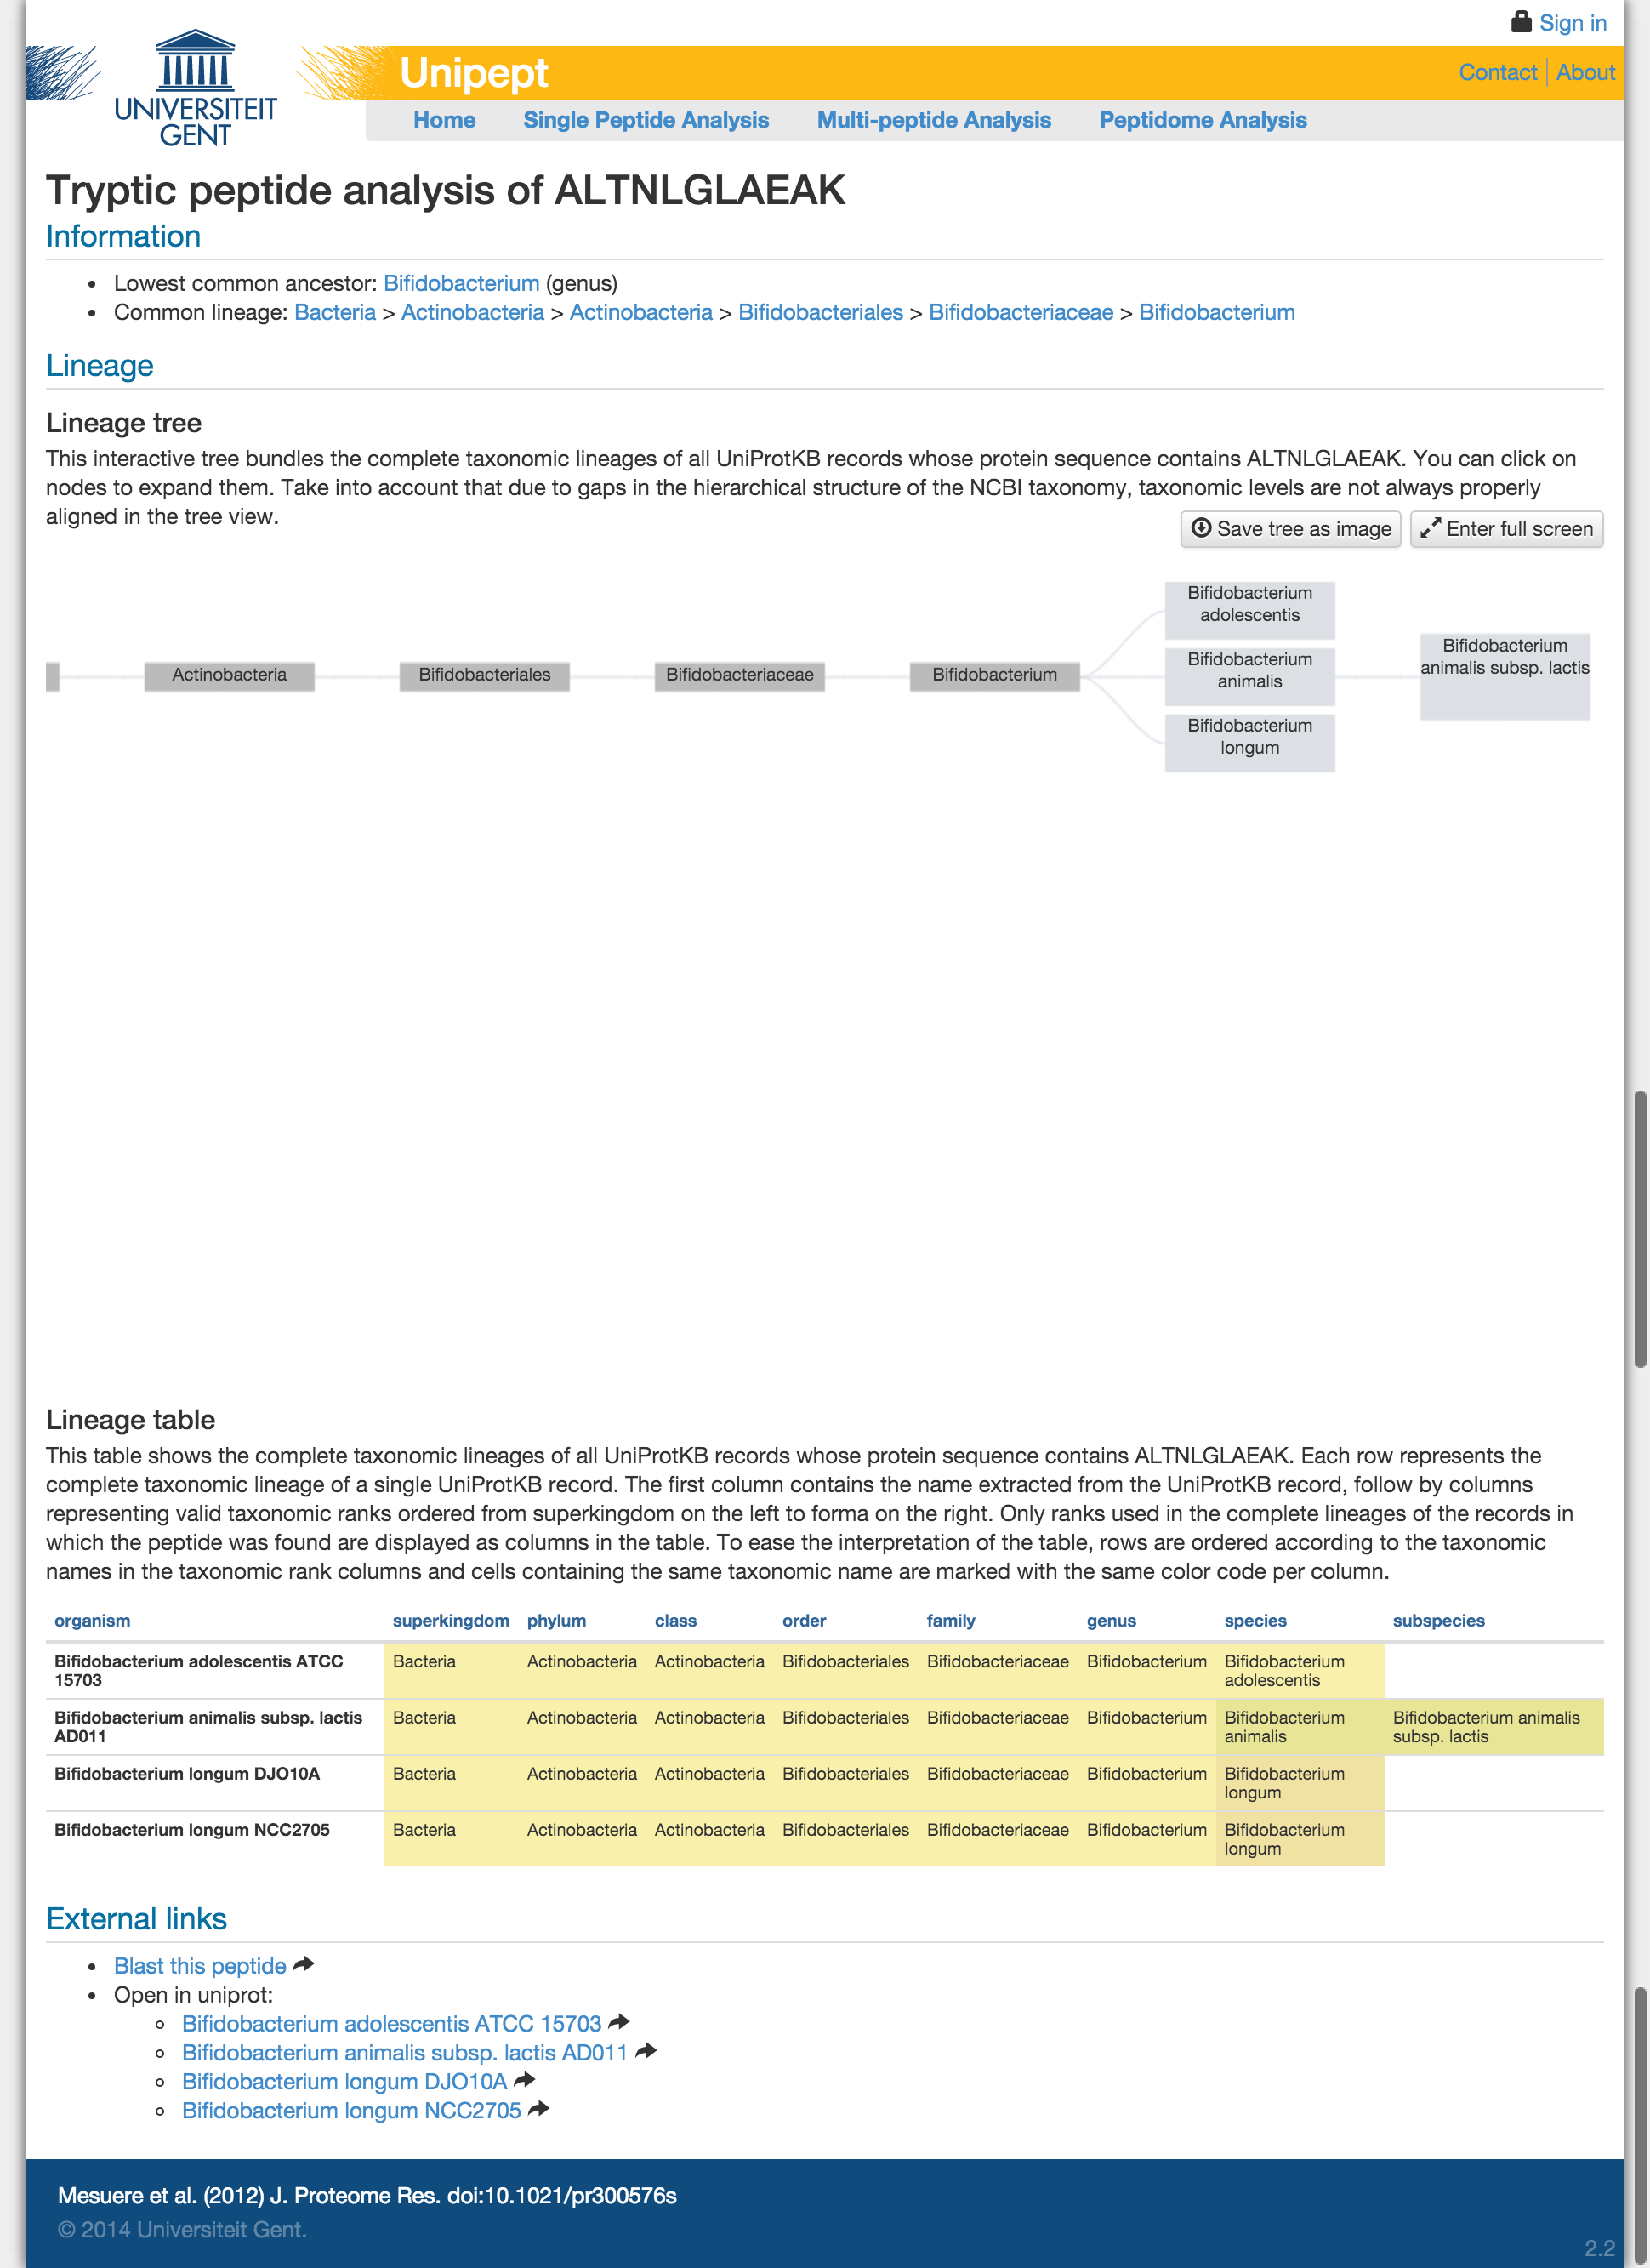 Sign in
UNIVERSITEIT
GENT
Unipept
Contact About
Home Single Peptide Analysis Multi-peptide Analysis Peptidome Analysis
Tryptic peptide analysis of ALTNLGLAEAK
Information
• Lowest common ancestor: Bifidobacterium (genus)
• Common lineage: Bacteria > Actinobacteria > Actinobacteria > Bifidobacteriales > Bifidobacteriaceae > Bifidobacterium
Lineage
Lineage tree
This interactive tree bundles the complete taxonomic lineages of all UniProtKB records whose protein sequence contains ALTNLGLAEAK. You can click on
nodes to expand them. Take into account that due to gaps in the hierarchical structure of the NCBI taxonomy, taxonomic levels are not always properly
aligned in the tree view.
Save tree as image Enter full screen
Actinobacteria
Bifidobacteriales
Bifidobacteriaceae
Bifidobacterium
Bifidobacterium
adolescentis
Bifidobacterium
animalis
Bifidobacterium
longum
Bifidobacterium
animalis subsp. lactis
Lineage table
This table shows the complete taxonomic lineages of all UniProtKB records whose protein sequence contains ALTNLGLAEAK. Each row represents the
complete taxonomic lineage of a single UniProtKB record. The first column contains the name extracted from the UniProtKB record, follow by columns
representing valid taxonomic ranks ordered from superkingdom on the left to forma on the right. Only ranks used in the complete lineages of the records in
which the peptide was found are displayed as columns in the table. To ease the interpretation of the table, rows are ordered according to the taxonomic
names in the taxonomic rank columns and cells containing the same taxonomic name are marked with the same color code per column.
organism superkingdom phylum class order family genus species subspecies
Bifidobacterium adolescentis ATCC Bacteria Actinobacteria Actinobacteria Bifidobacteriales Bifidobacteriaceae Bifidobacterium Bifidobacterium
15703 adolescentis
Bifidobacterium animalis subsp. lactis Bacteria Actinobacteria Actinobacteria Bifidobacteriales Bifidobacteriaceae Bifidobacterium Bifidobacterium Bifidobacterium animalis
AD011 animalis subsp. lactis
Bifidobacterium longum DJO10A Bacteria Actinobacteria Actinobacteria Bifidobacteriales Bifidobacteriaceae Bifidobacterium Bifidobacterium
longum
Bifidobacterium longum NCC2705 Bacteria Actinobacteria Actinobacteria Bifidobacteriales Bifidobacteriaceae Bifidobacterium Bifidobacterium
longum
External links
• Blast this peptide
• Open in uniprot:
◦ Bifidobacterium adolescentis ATCC 15703
◦ Bifidobacterium animalis subsp. lactis AD011
◦ Bifidobacterium longum DJO10A
◦ Bifidobacterium longum NCC2705
Mesuere et al. (2012) J. Proteome Res. doi:10.1021/pr300576s
© 2014 Universiteit Gent.
2.2